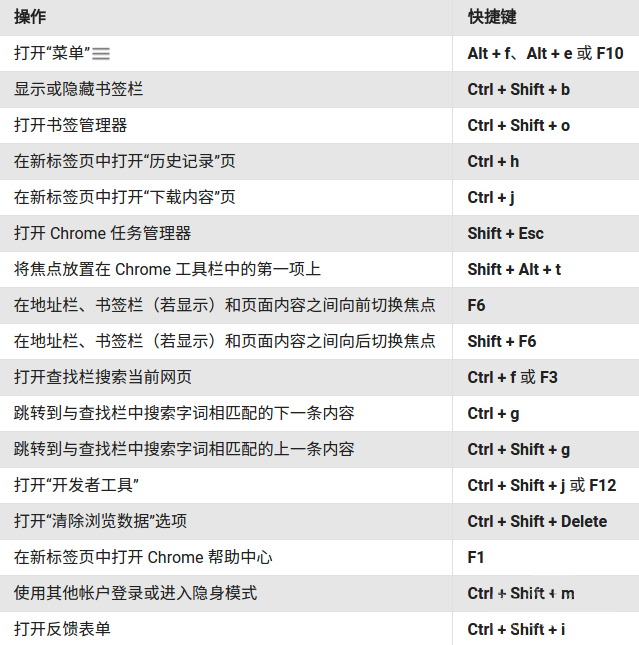 操作 快捷键
打开“菜单” Alt + f、Alt + e 或 F10
显示或隐藏书签栏 Ctrl + Shift + b
打开书签管理器 Ctrl + Shift + o
在新标签页中打开“历史记录”页 Ctrl + h
在新标签页中打开“下载内容”页 Ctrl + j
打开 Chrome 任务管理器 Shift + Esc
将焦点放置在 Chrome 工具栏中的第一项上 Shift + Alt + t
在地址栏、书签栏（若显示）和页面内容之间向前切换焦点 F6
在地址栏、书签栏（若显示）和页面内容之间向后切换焦点 Shift + F6
打开查找栏搜索当前网页 Ctrl + f 或 F3
跳转到与查找栏中搜索字词相匹配的下一条内容 Ctrl + g
跳转到与查找栏中搜索字词相匹配的上一条内容 Ctrl + Shift + g
打开“开发者工具” Ctrl + Shift + j 或 F12
打开“清除浏览数据”选项 Ctrl + Shift + Delete
在新标签页中打开 Chrome 帮助中心 F1
使用其他帐户登录或进入隐身模式 Ctrl + Shift + m
打开反馈表单 Ctrl + Shift + i